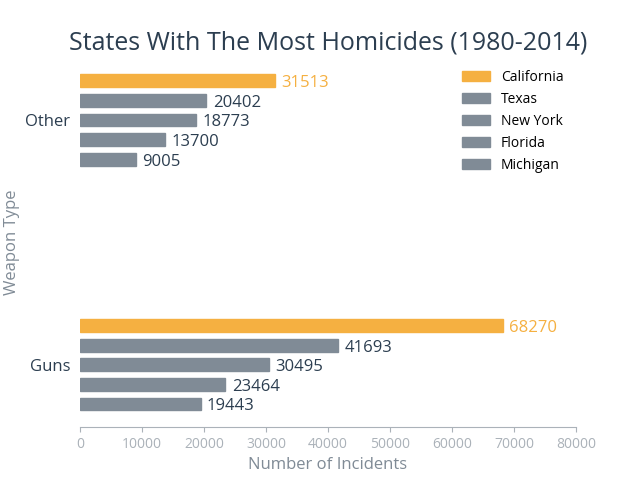 States With The Most Homicides (1980-2014)
California
Texas
New York
Florida
Michigan
Other
31513
20402
18773
13700
9005
Weapon Type
Guns
68270
41693
30495
23464
19443
0 10000 20000 30000 40000 50000 60000 70000 80000
Number of Incidents